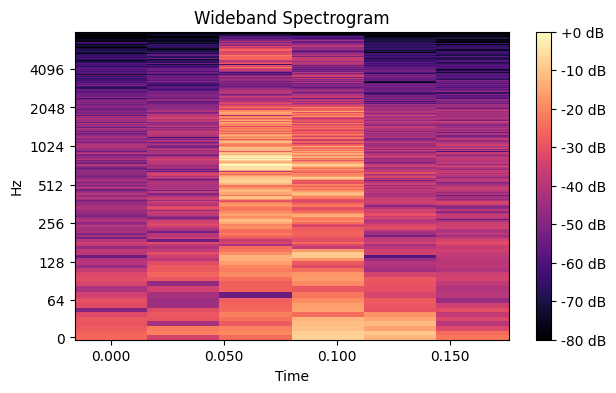 Wideband Spectrogram
4096
2048
1024
512
256
128
64
0
Hz
0.000 0.050 0.100 0.150
Time
+0 dB
-10 dB
-20 dB
-30 dB
-40 dB
-50 dB
-60 dB
-70 dB
-80 dB